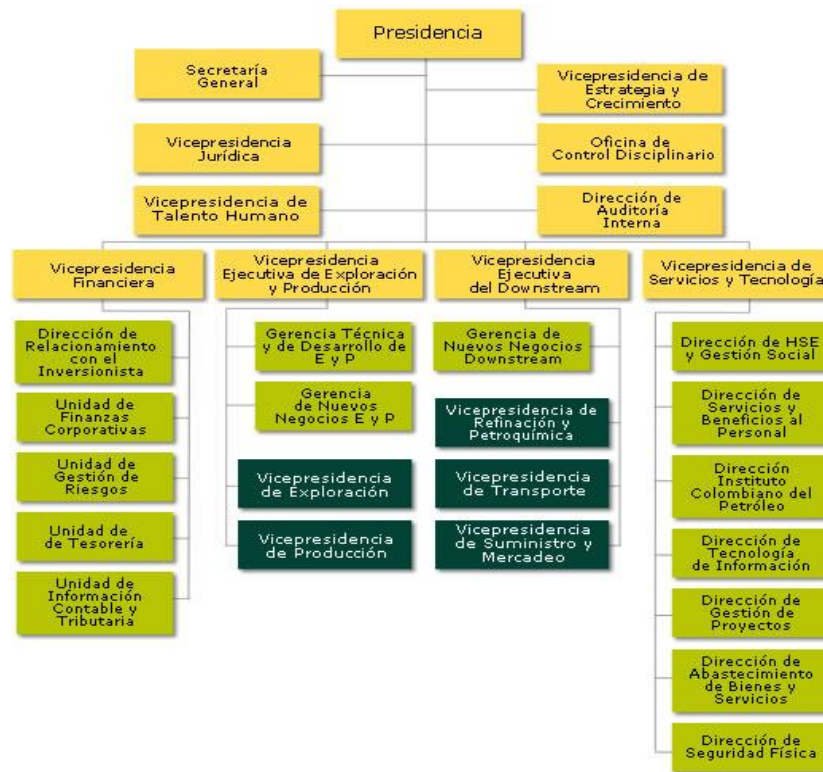 Presidencia
Secretaría
General
Vicepresidencia de
Estrategia y
Crecimiento
Vicepresidencia
Jurídica
Oficina de
Control Disciplinario
Vicepresidencia de
Talento Humano
Dirección de
Auditoría
Interna
Vicepresidencia
Financiera
Vicepresidencia
Ejecutiva de Exploración
y Producción
Vicepresidencia
Ejecutiva
del Downstream
Vicepresidencia de
Servicios y Tecnología
Dirección de
Relacionamiento
con el
Inversionista
Unidad de
Finanzas
Corporativas
Unidad de
Gestión de
Riesgos
Unidad de
de Tesorería
Unidad de
Información
Contable y
Tributaria
Gerencia Técnica
y de Desarrollo de
E y P
Gerencia
de Nuevos
Negocios E y P
Vicepresidencia
de Exploración
Vicepresidencia
de Producción
Gerencia de
Nuevos Negocios
Downstream
Vicepresidencia de
Refinación y
Petroquímica
Vicepresidencia
de Transporte
Vicepresidencia
de Suministro y
Mercadeo
Dirección de HSE
y Gestión Social
Dirección de
Servicios y
Beneficios al
Personal
Dirección
Instituto
Colombiano del
Petróleo
Dirección de
Tecnología
de Información
Dirección de
Gestión de
Proyectos
Dirección de
Abastecimiento
de Bienes y
Servicios
Dirección de
Seguridad Física